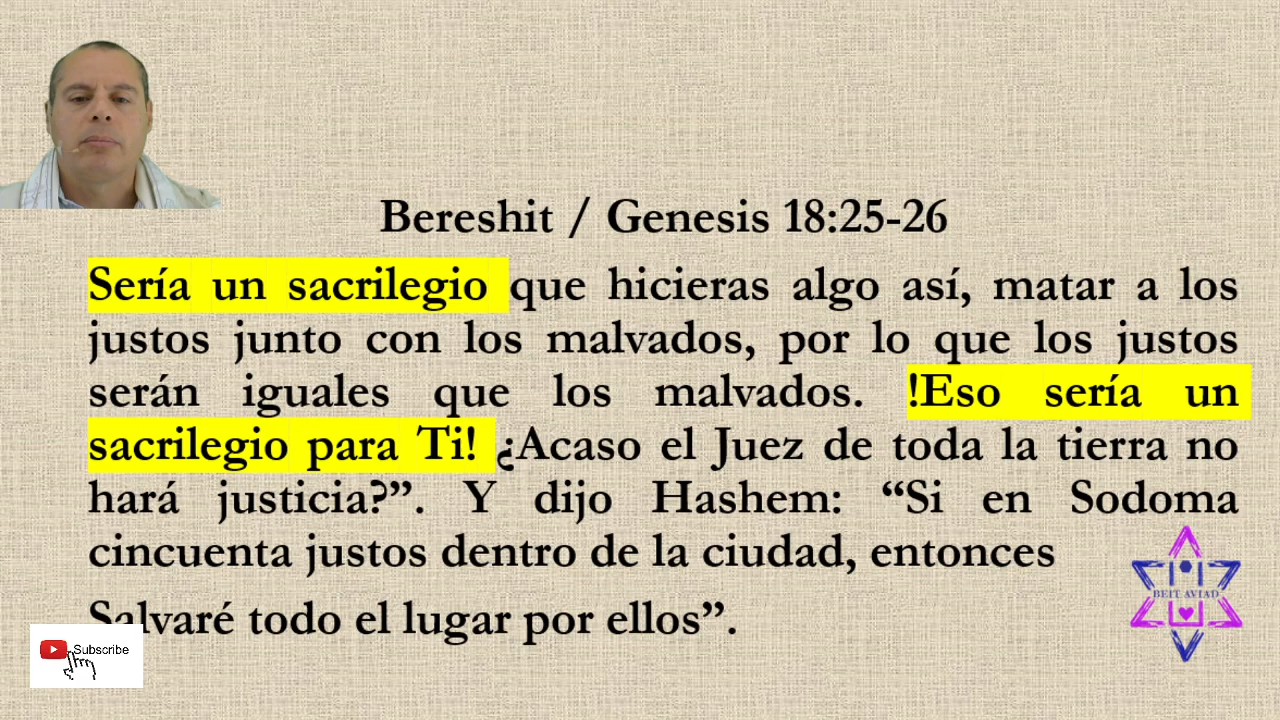 Bereshit / Genesis 18:25-26
Sería un sacrilegio que hicieras algo así, matar a los
justos junto con los malvados, por lo que los justos
serán iguales que los malvados. !Eso sería un
sacrilegio para Ti! ¿Acaso el Juez de toda la tierra no
hará justicia?”. Y dijo Hashem: “Si en Sodoma
cincuenta justos dentro de la ciudad, entonces
Salvaré todo el lugar por ellos”.
BEIT AVIAD
Subscribe